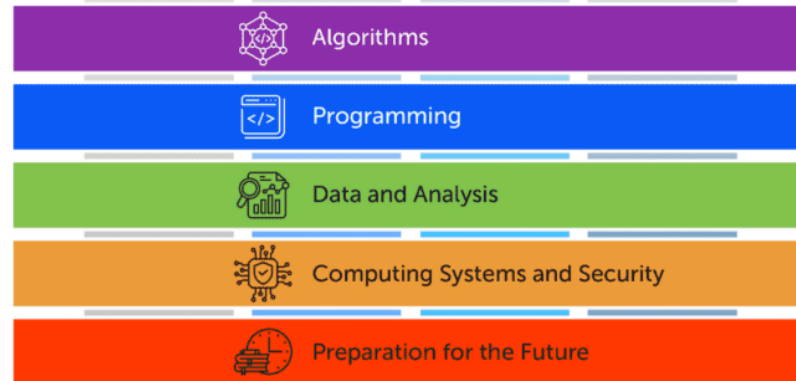 Algorithms
</>
Programming
Data and Analysis
Computing Systems and Security
Preparation for the Future